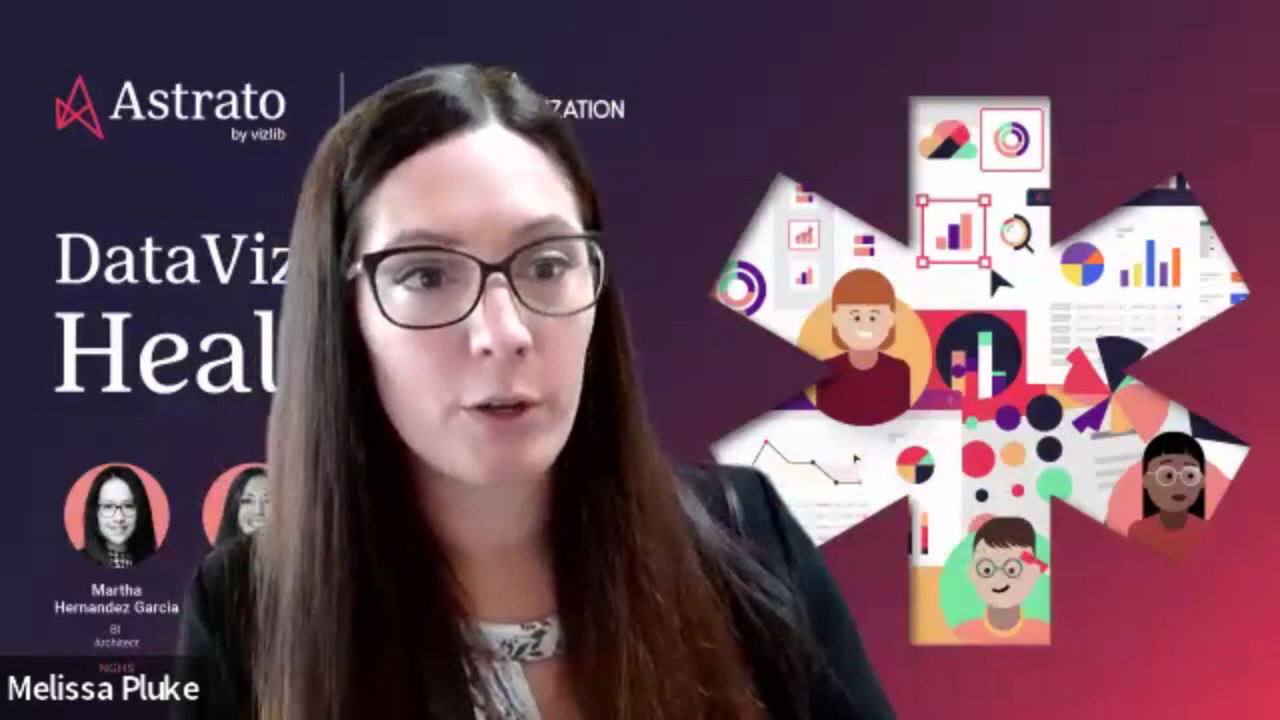 Astrato
by vizlib
ZATION
DataViz
Heal
Martha
Hernandez Garcia
BI
Architect
NGHS
Melissa Pluke